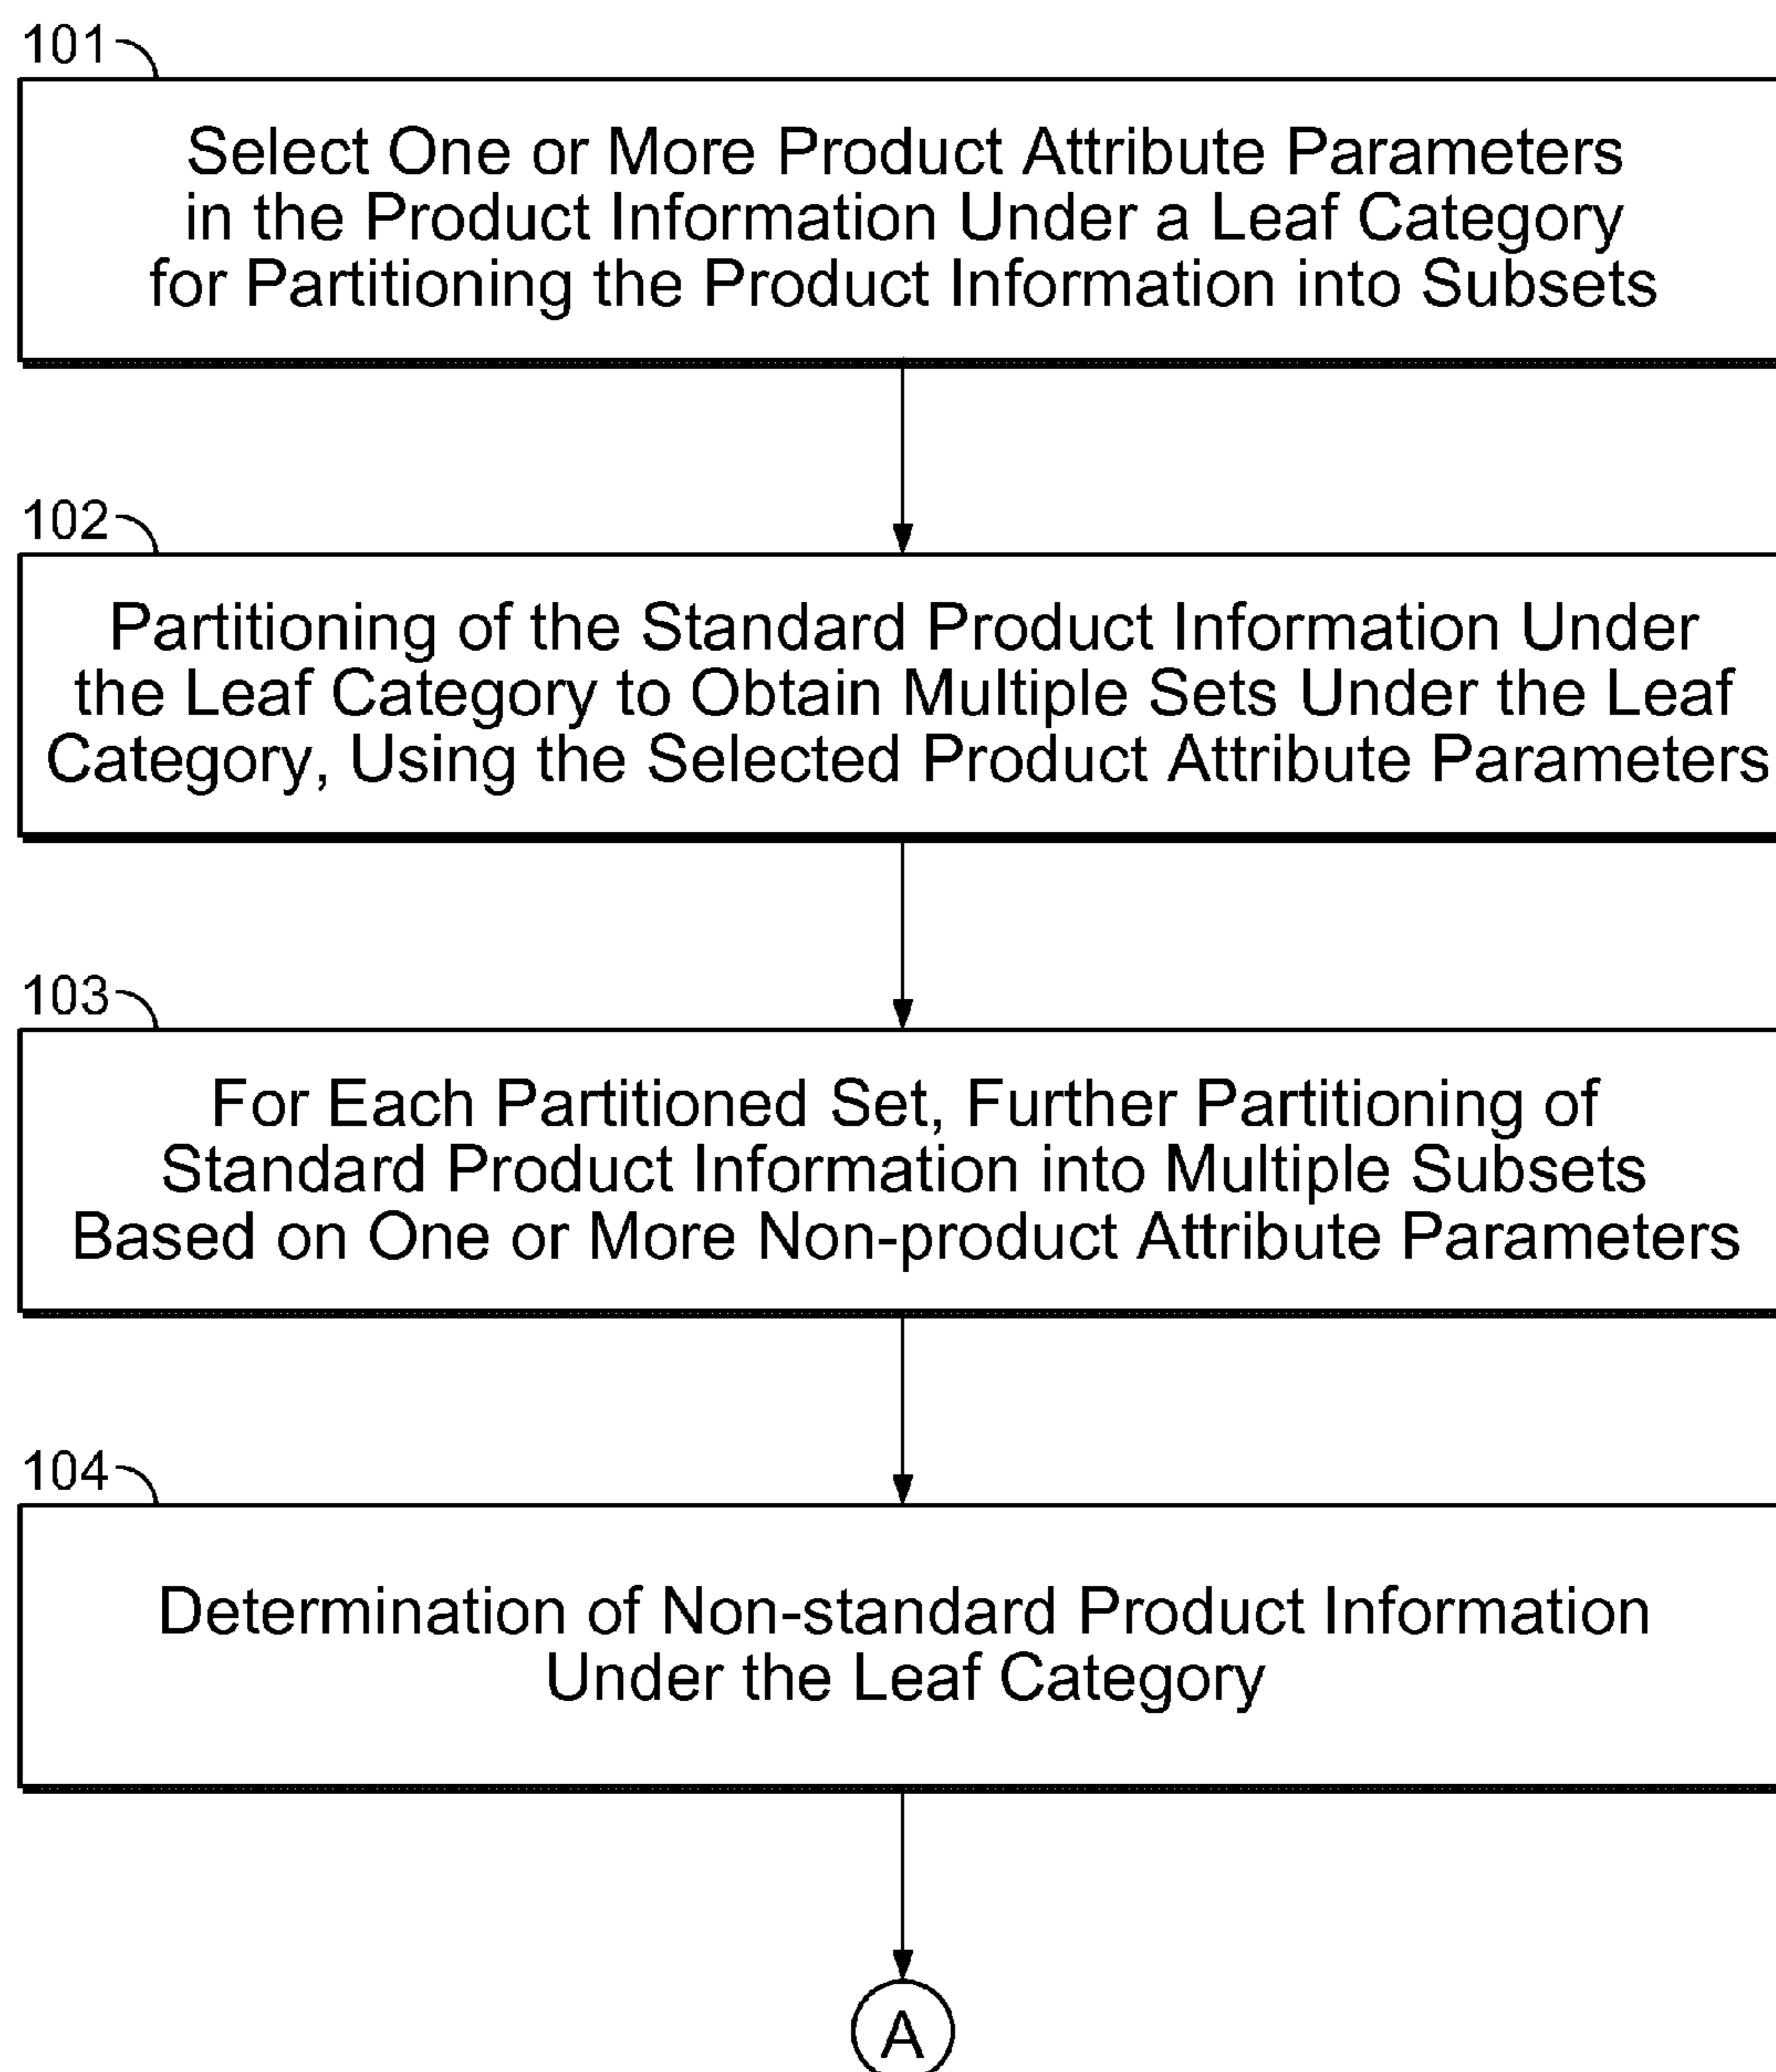 101
Select One or More Product Attribute Parameters
in the Product Information Under a Leaf Category
for Partitioning the Product Information into Subsets
102
Partitioning of the Standard Product Information Under
the Leaf Category to Obtain Multiple Sets Under the Leaf
Category, Using the Selected Product Attribute Parameters
103
For Each Partitioned Set, Further Partitioning of
Standard Product Information into Multiple Subsets
Based on One or More Non-product Attribute Parameters
104
Determination of Non-standard Product Information
Under the Leaf Category
A